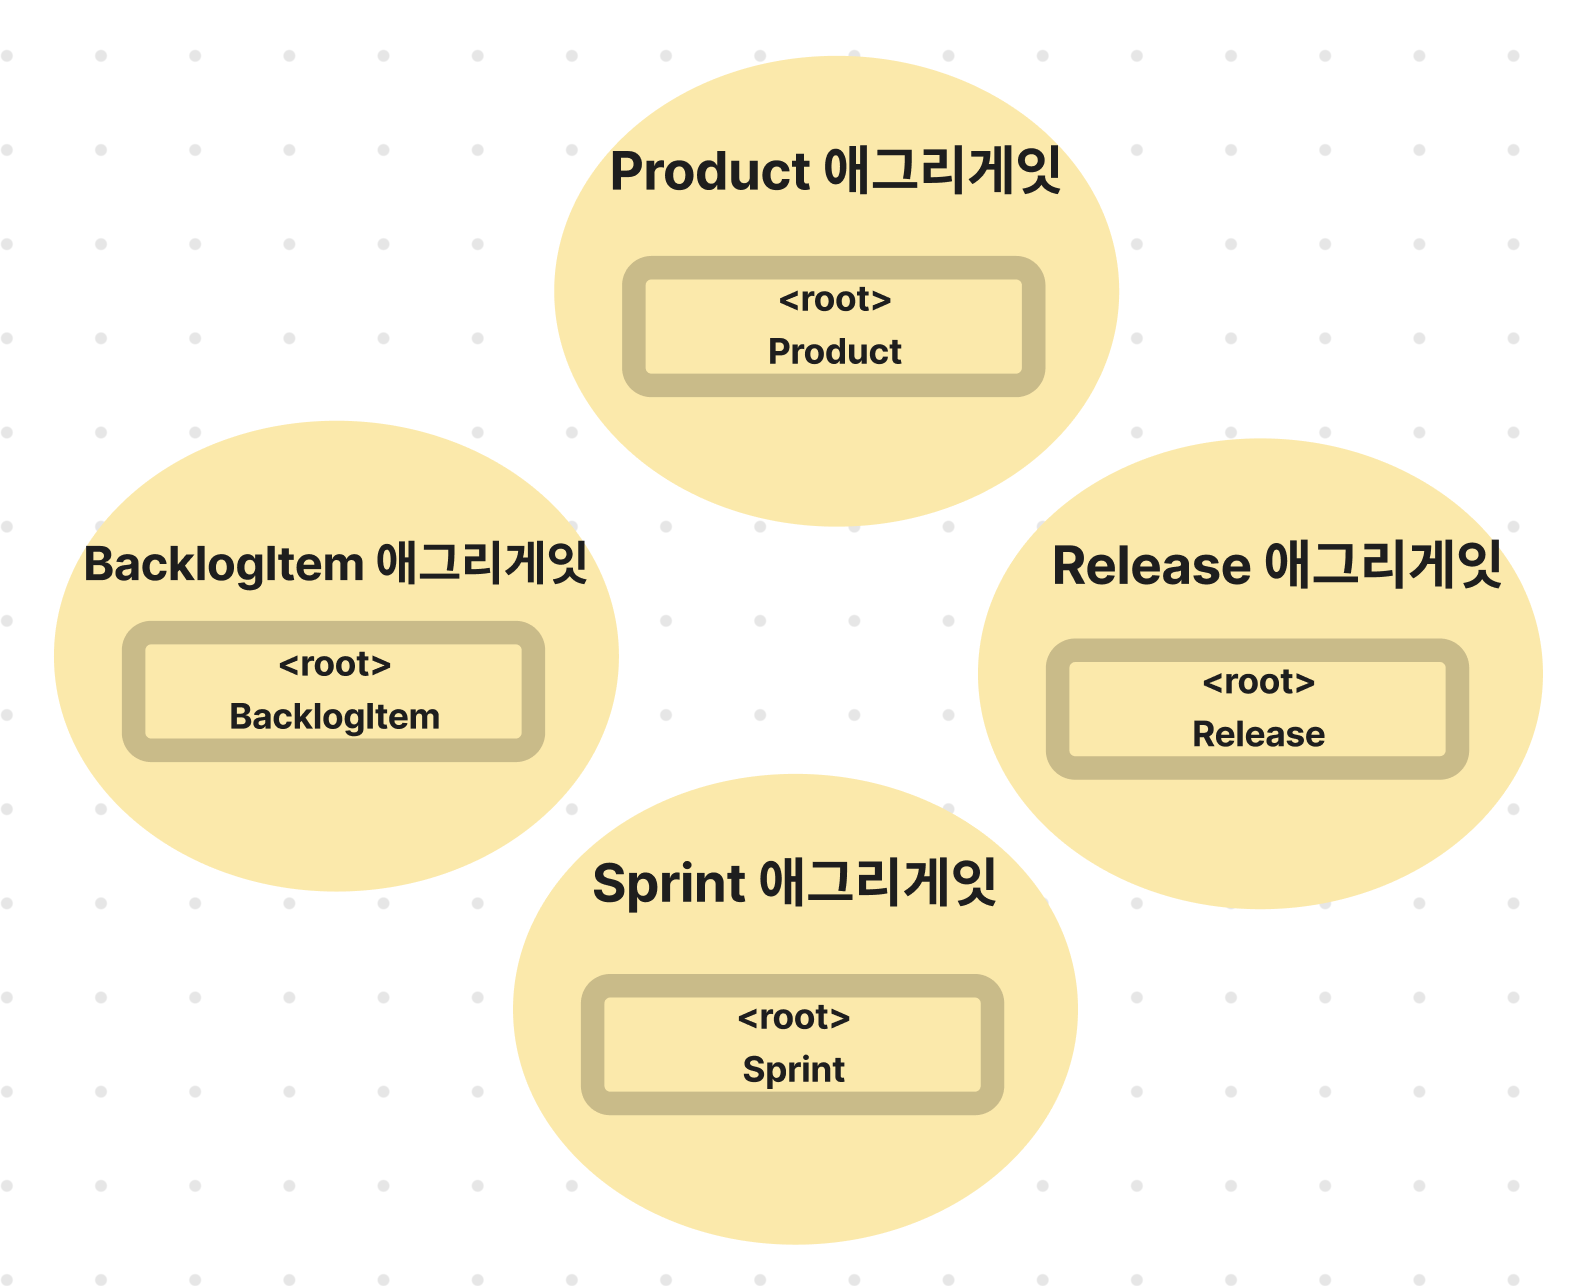 Product 애그리게잇
<root>
Product
BacklogItem 애그리게잇
<root>
BacklogItem
Release 애그리게잇
<root>
Release
Sprint 애그리게잇
<root>
Sprint